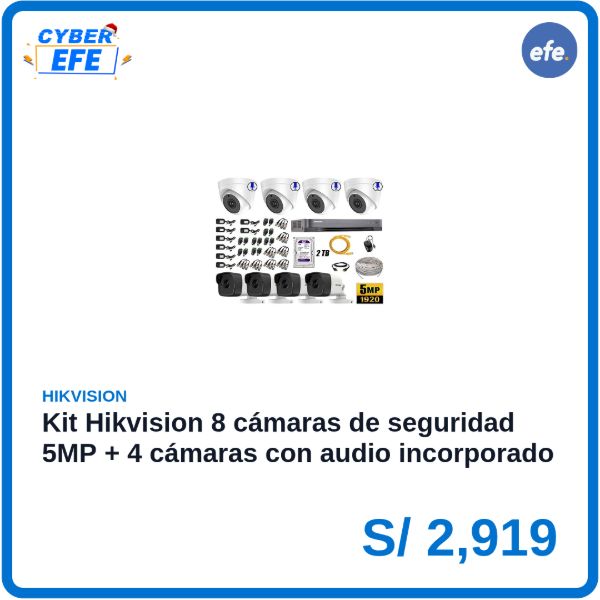 CYBER
EFE
efe.
2 TB
5MP
1920
HIKVISION
Kit Hikvision 8 cámaras de seguridad
5MP + 4 cámaras con audio incorporado
S/ 2,919